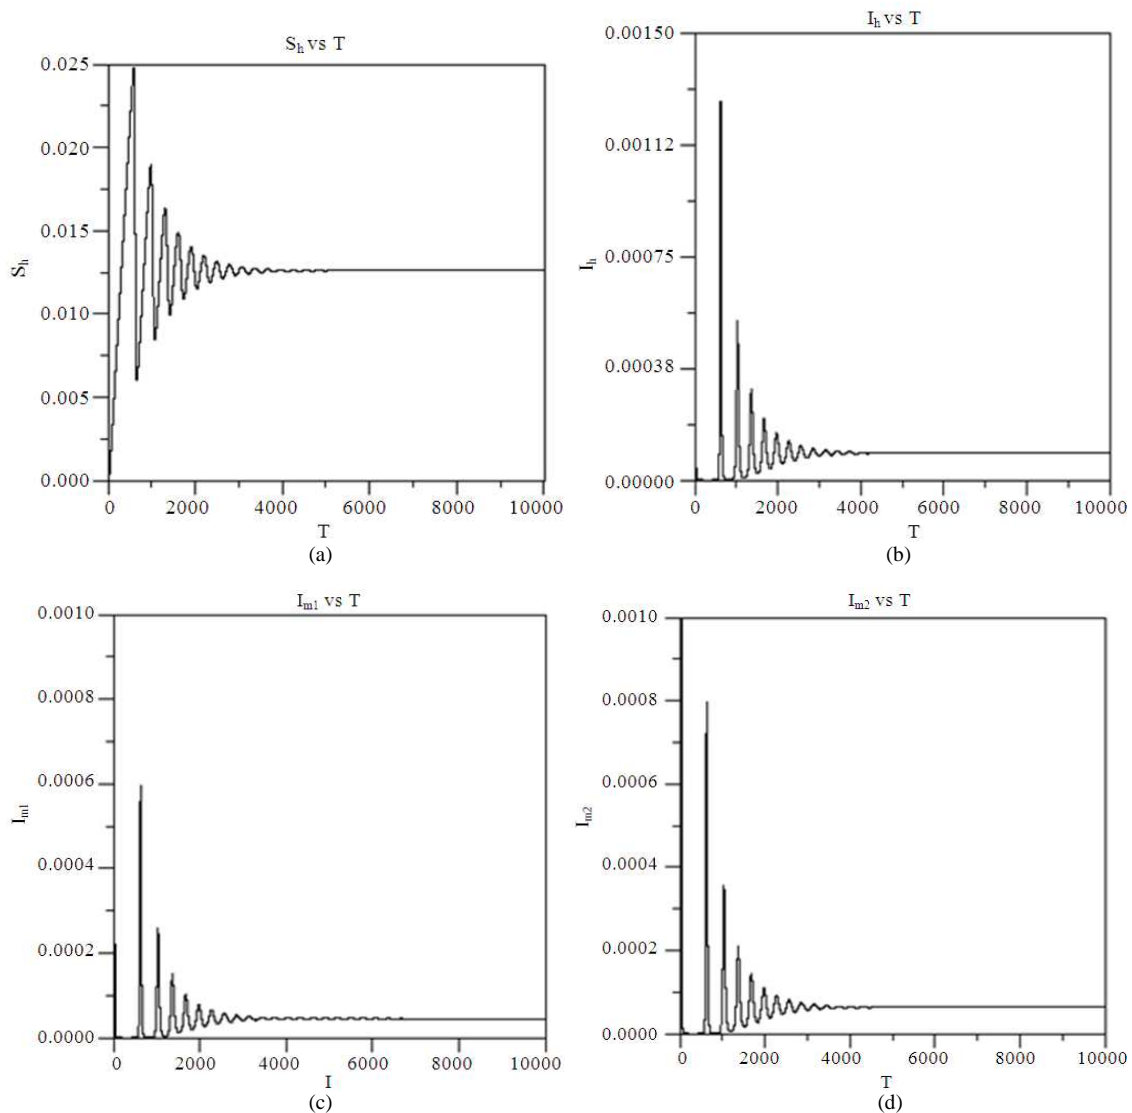 S_h vs T
0.025
0.020
0.015
0.010
0.005
0.000
S_h
0 2000 4000 6000 8000 10000
T
(a)
I_h vs T
0.00150
0.00112
0.00075
0.00038
0.00000
I_h
0 2000 4000 6000 8000 10000
T
(b)
I_m1 vs T
0.0010
0.0008
0.0006
0.0004
0.0002
0.0000
I_m1
0 2000 4000 6000 8000 10000
I
(c)
I_m2 vs T
0.0010
0.0008
0.0006
0.0004
0.0002
0.0000
I_m2
0 2000 4000 6000 8000 10000
T
(d)